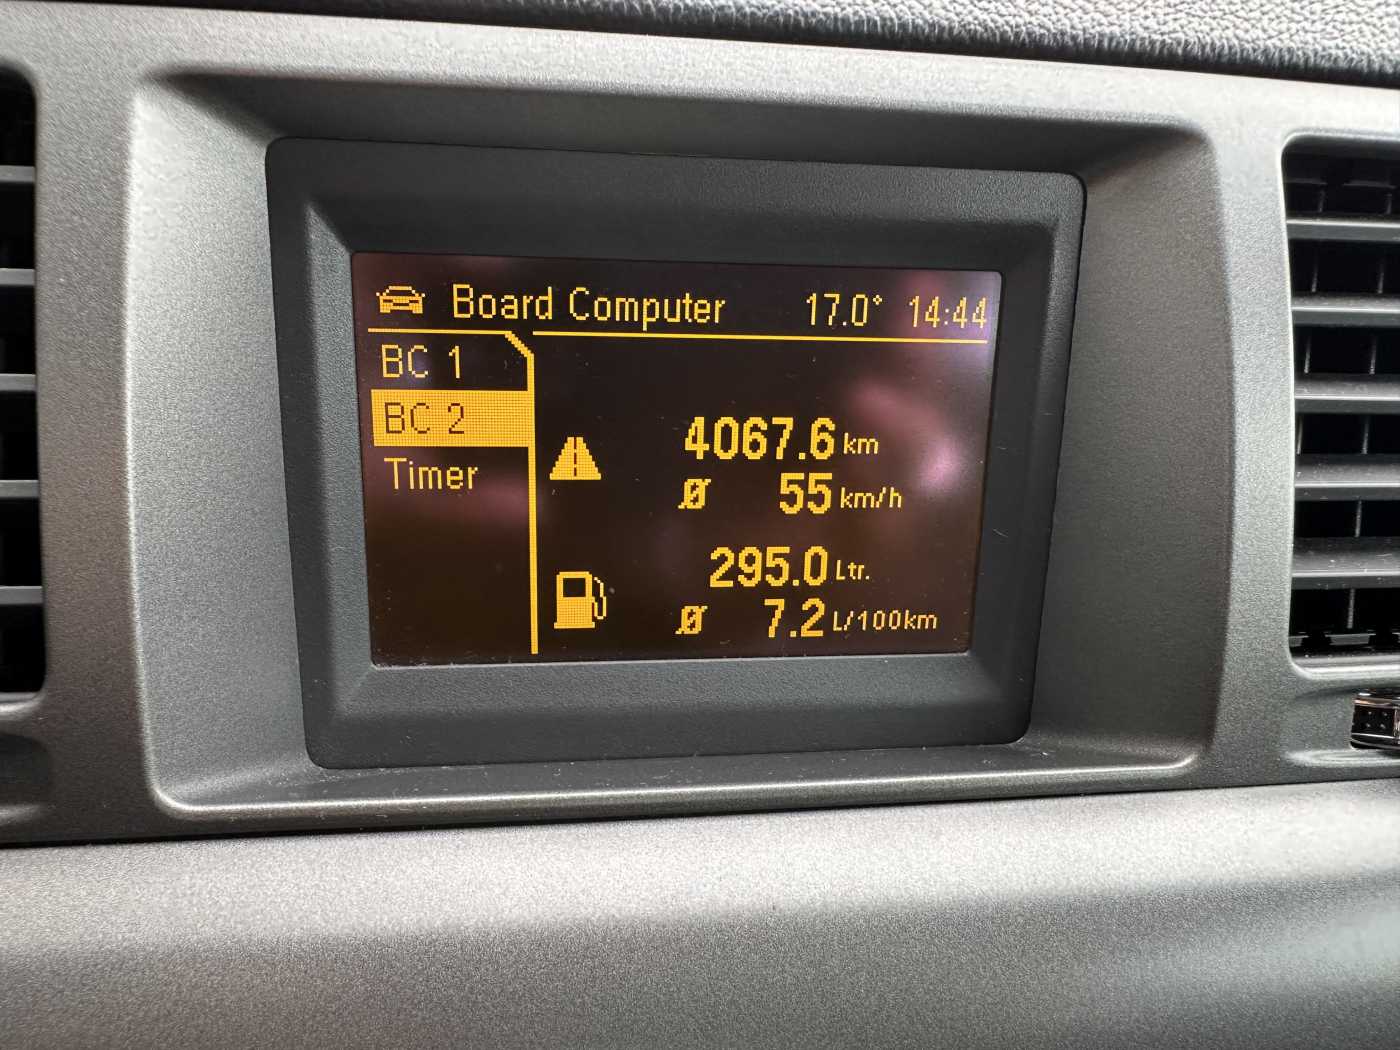 Board Computer 17.0° 14:44
BC 1
BC 2
Timer
4067.6 km
Ø 55 km/h
295.0 Ltr.
Ø 7.2 L/100km